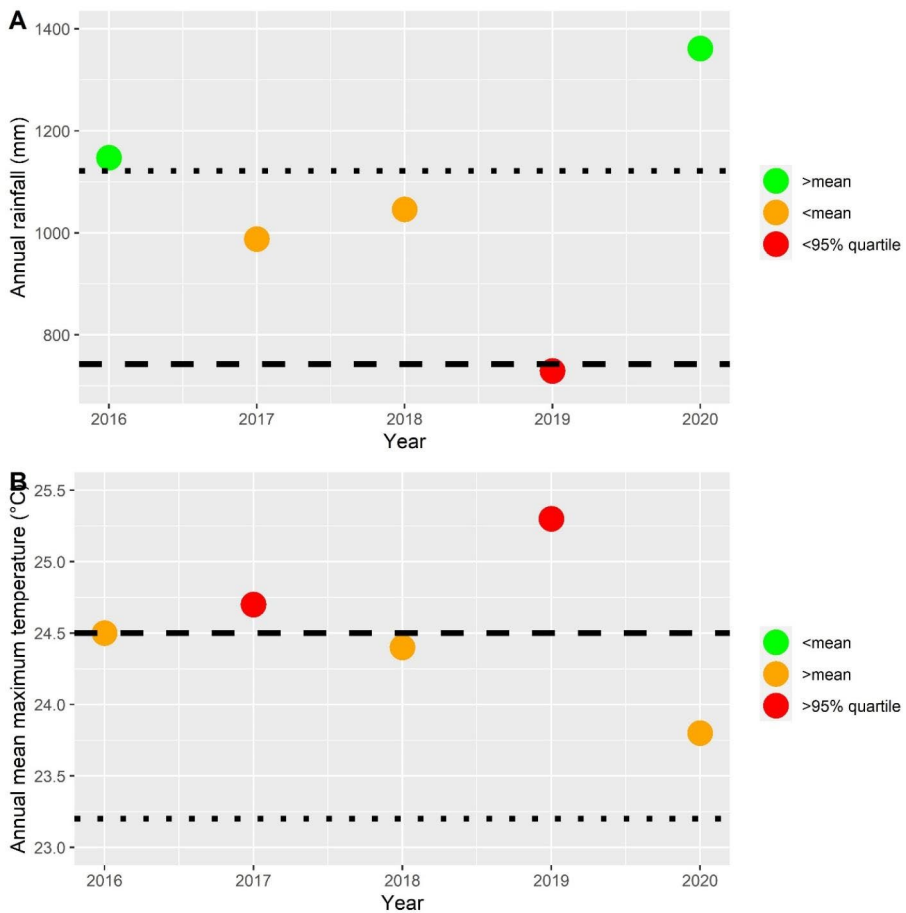 A
Annual rainfall (mm)
1400
1200
1000
800
2016 2017 2018 2019 2020
Year
>mean
<mean
<95% quartile
B
Annual mean maximum temperature (°C)
25.5
25.0
24.5
24.0
23.5
23.0
2016 2017 2018 2019 2020
Year
<mean
>mean
>95% quartile